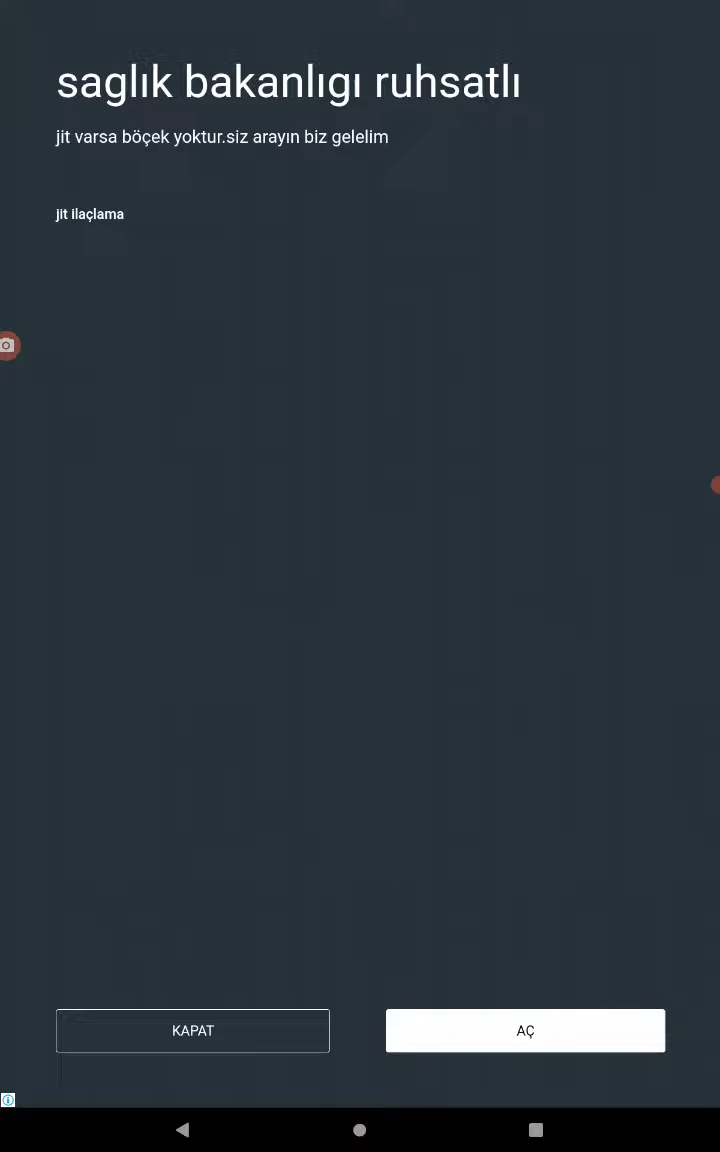 saglık bakanlıgı ruhsatlı
jit varsa böçek yoktur.siz arayın biz gelelim
jit ilaçlama
KAPAT
AÇ